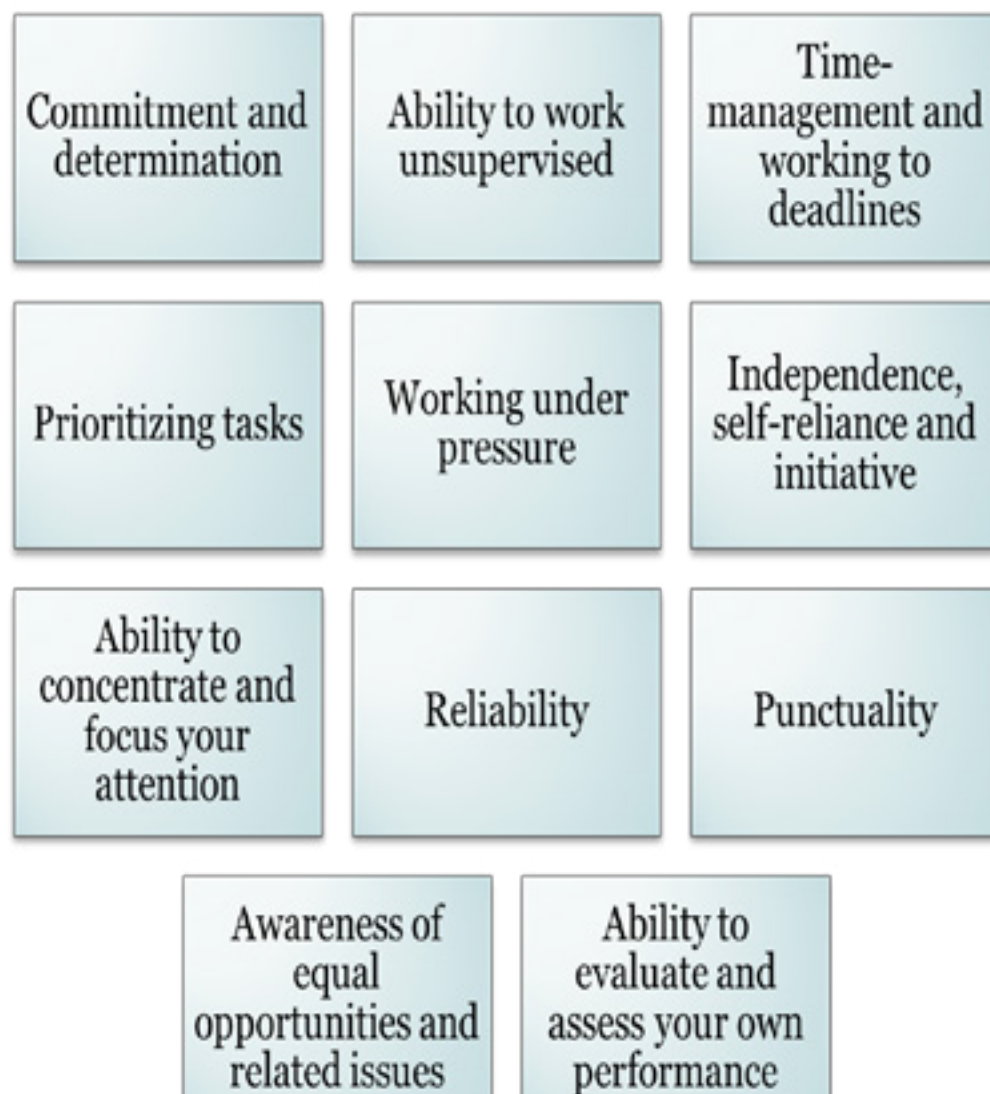 Commitment and
determination
Ability to work
unsupervised
Time-
management and
working to
deadlines
Prioritizing tasks
Working under
pressure
Independence,
self-reliance and
initiative
Ability to
concentrate and
focus your
attention
Reliability
Punctuality
Awareness of
equal
opportunities and
related issues
Ability to
evaluate and
assess your own
performance